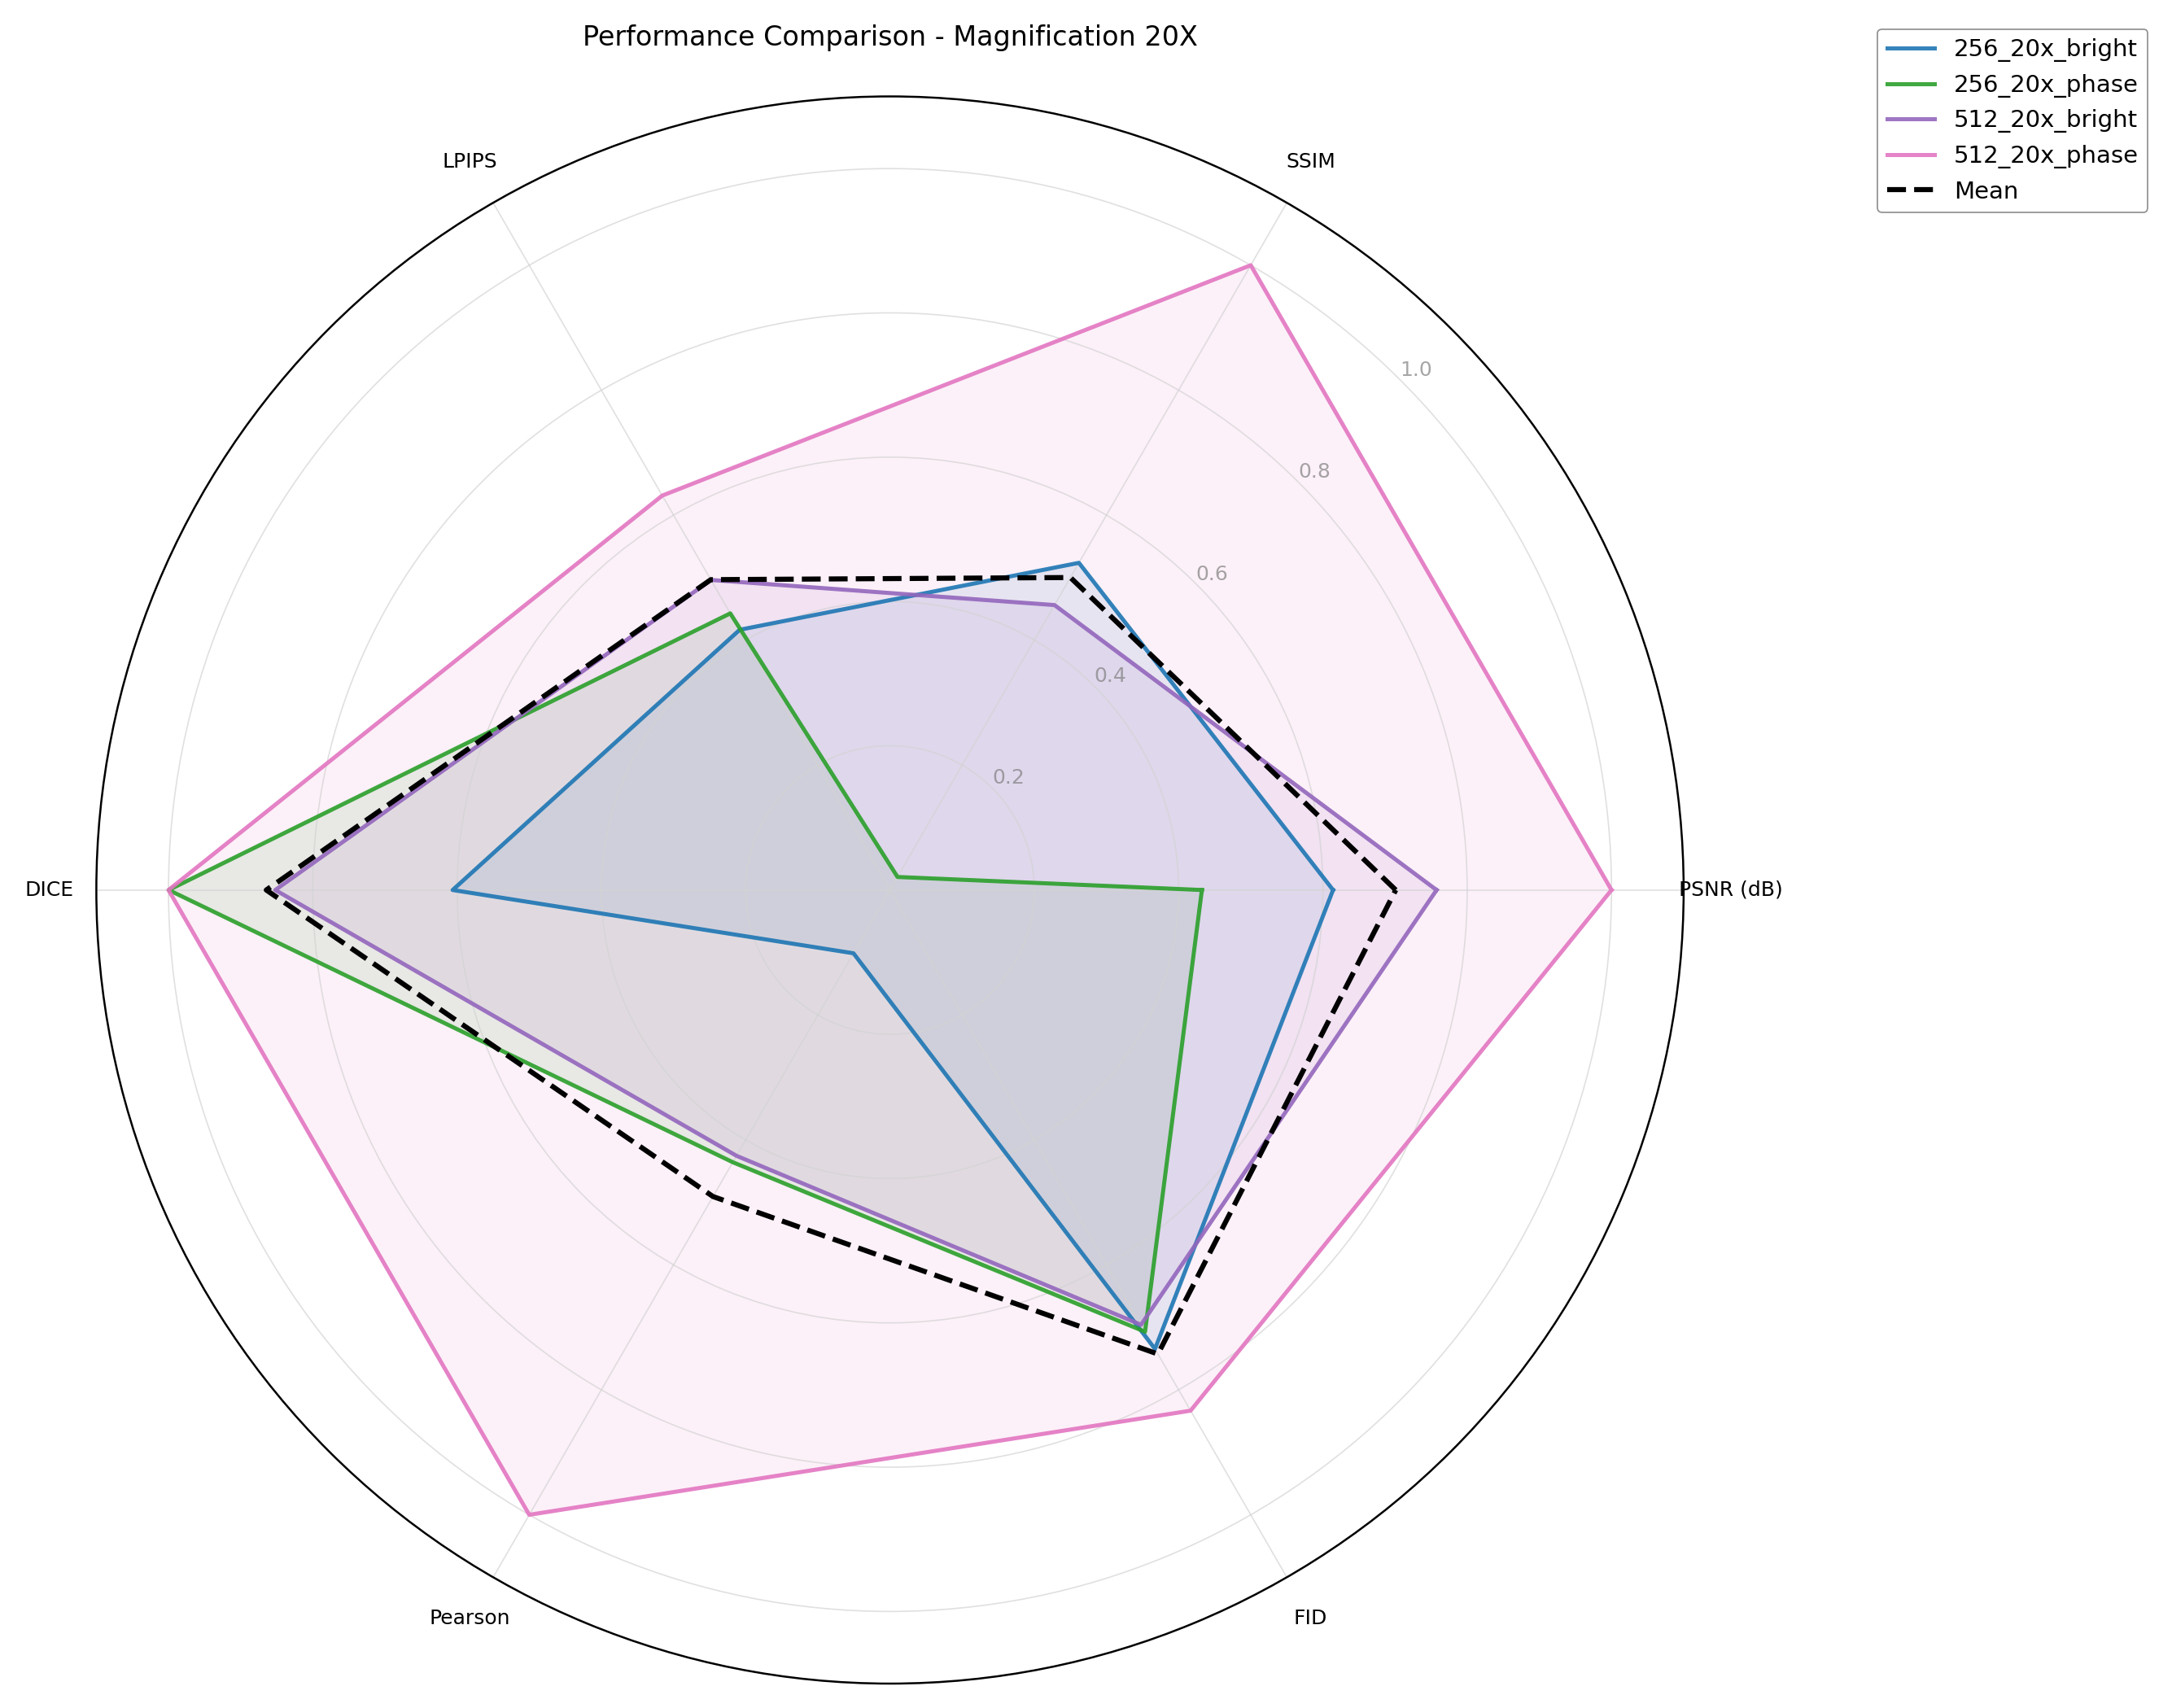 Performance Comparison - Magnification 20X
256_20x_bright
256_20x_phase
512_20x_bright
512_20x_phase
Mean
LPIPS
SSIM
1.0
0.8
0.6
0.4
0.2
DICE
PSNR (dB)
Pearson
FID